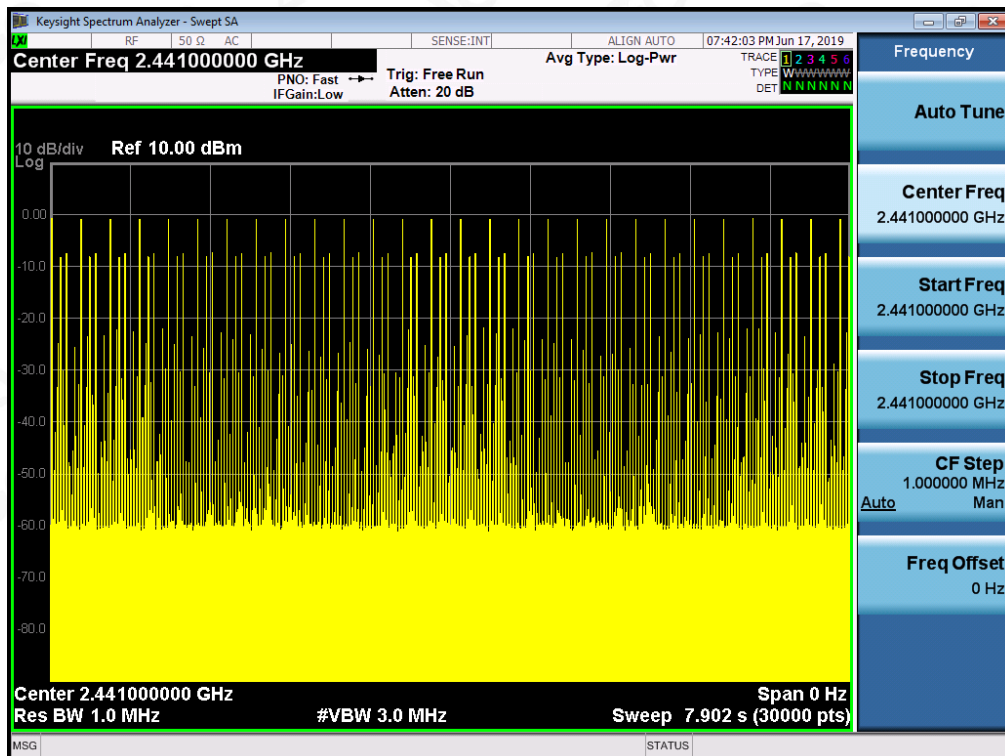 Keysight Spectrum Analyzer - Swept SA
LXI RF 50 Ω AC SENSE:INT ALIGN AUTO 07:42:03 PM Jun 17, 2019
Center Freq 2.441000000 GHz
PNO: Fast
IFGain:Low
Trig: Free Run
Atten: 20 dB
Avg Type: Log-Pwr
TRACE 1 2 3 4 5 6
TYPE WWWWWW
DET N N N N N N
10 dB/div
Log
Ref 10.00 dBm
0.00
-10.0
-20.0
-30.0
-40.0
-50.0
-60.0
-70.0
-80.0
Center 2.441000000 GHz
Span 0 Hz
Res BW 1.0 MHz
#VBW 3.0 MHz
Sweep 7.902 s (30000 pts)
MSG
STATUS
Frequency
Auto Tune
Center Freq
2.441000000 GHz
Start Freq
2.441000000 GHz
Stop Freq
2.441000000 GHz
CF Step
1.000000 MHz
Auto Man
Freq Offset
0 Hz